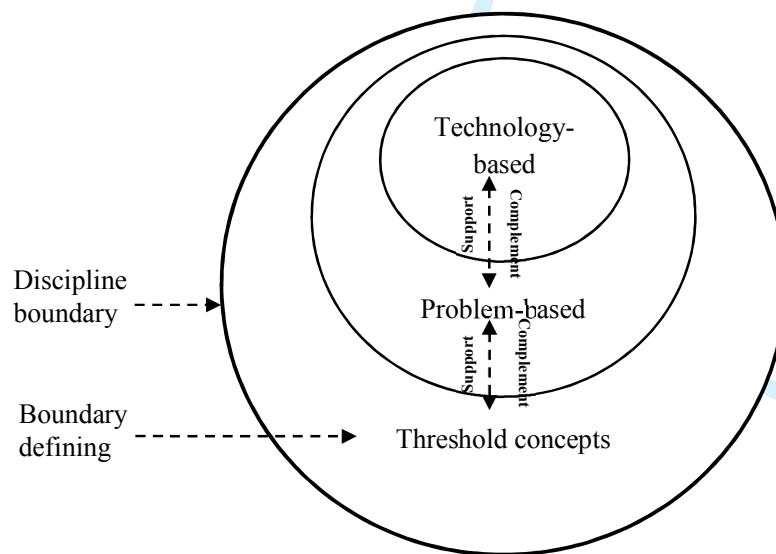 Technology-
based
Support
Complement
Discipline
boundary
Problem-based
Support
Complement
Boundary
defining
Threshold concepts